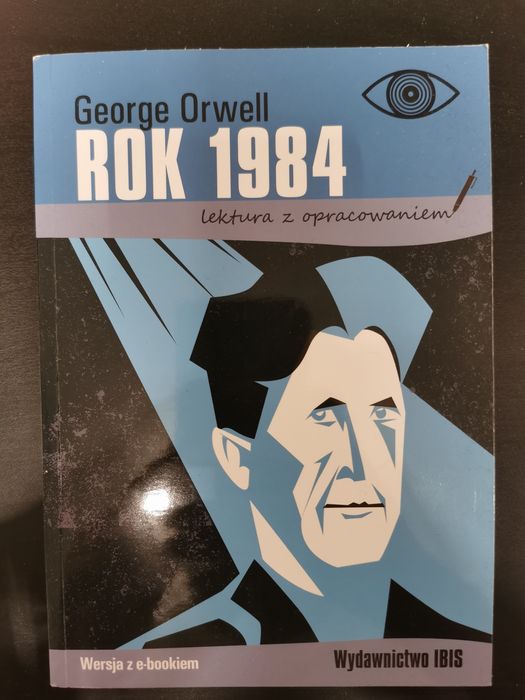 George Orwell
ROK 1984
lektura z opracowaniem
Wersja z e-bookiem
Wydawnictwo IBIS